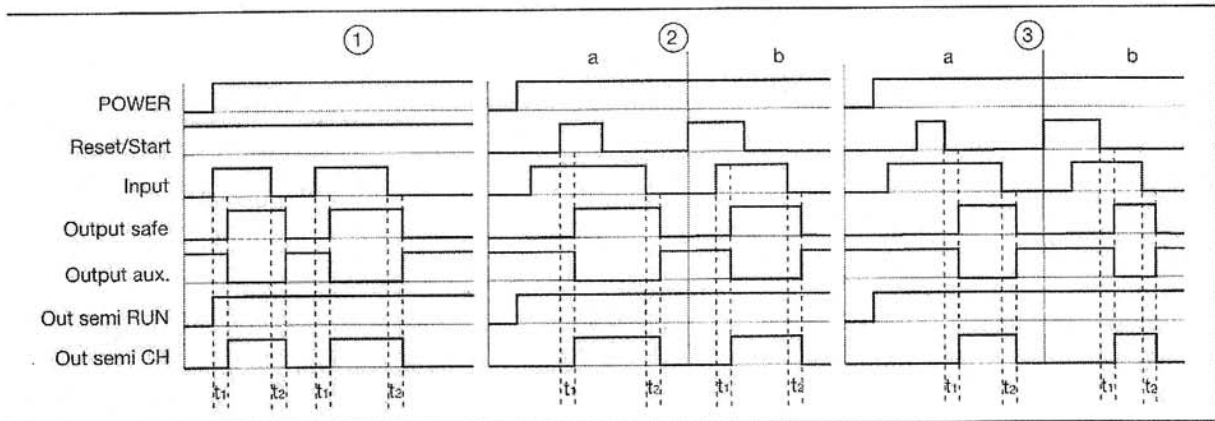 1 2 3
a b a b
POWER
Reset/Start
Input
Output safe
Output aux.
Out semi RUN
Out semi CH
t1 t2 t1 t2 t1 t2 t1 t2 t1 t2 t1 t2